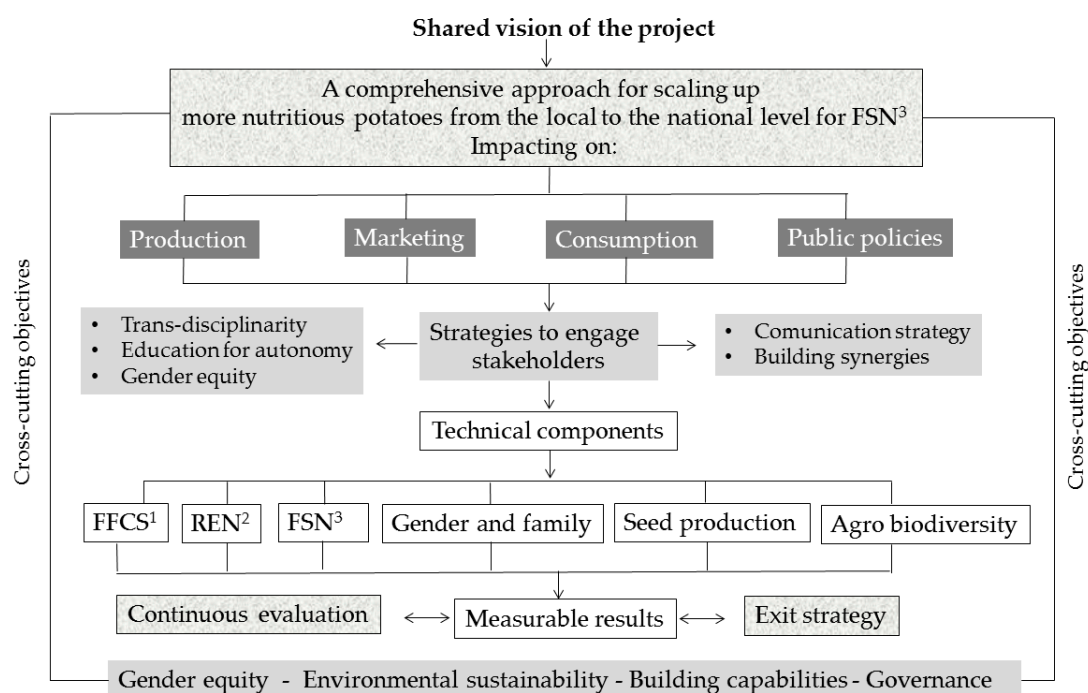 Shared vision of the project
A comprehensive approach for scaling up
more nutritious potatoes from the local to the national level for FSN³
Impacting on:
Cross-cutting objectives
Production
Marketing
Consumption
Public policies
• Trans-disciplinarity
• Education for autonomy
• Gender equity
Strategies to engage
stakeholders
• Comunication strategy
• Building synergies
Cross-cutting objectives
Technical components
FFCS¹
REN²
FSN³
Gender and family
Seed production
Agro biodiversity
Continuous evaluation
Measurable results
Exit strategy
Gender equity - Environmental sustainability - Building capabilities - Governance